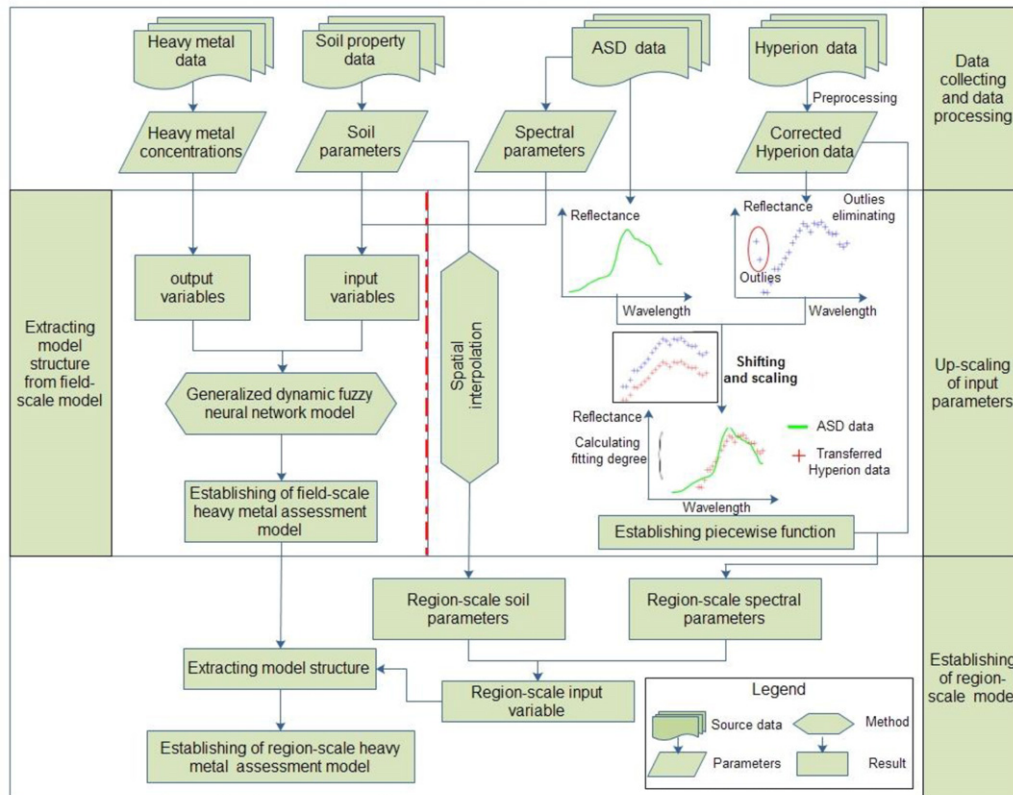 Heavy metal
data
Soil property
data
ASD data
Hyperion data
Data
collecting
and data
processing
Preprocessing
Heavy metal
concentrations
Soil
parameters
Spectral
parameters
Corrected
Hyperion data
Extracting
model
structure
from field-
scale model
output
variables
input
variables
Generalized dynamic fuzzy
neural network model
Establishing of field-scale
heavy metal assessment
model
Spatial
interpolation
Reflectance
Wavelength
Reflectance
Outlies
eliminating
Outlies
Wavelength
Shifting
and scaling
Reflectance
Calculating
fitting degree
ASD data
Transferred
Hyperion data
Wavelength
Establishing piecewise function
Up-scaling
of input
parameters
Region-scale soil
parameters
Region-scale spectral
parameters
Extracting model structure
Region-scale input
variable
Establishing of region-scale heavy
metal assessment model
Legend
Source data
Method
Parameters
Result
Establishing
of region-
scale model